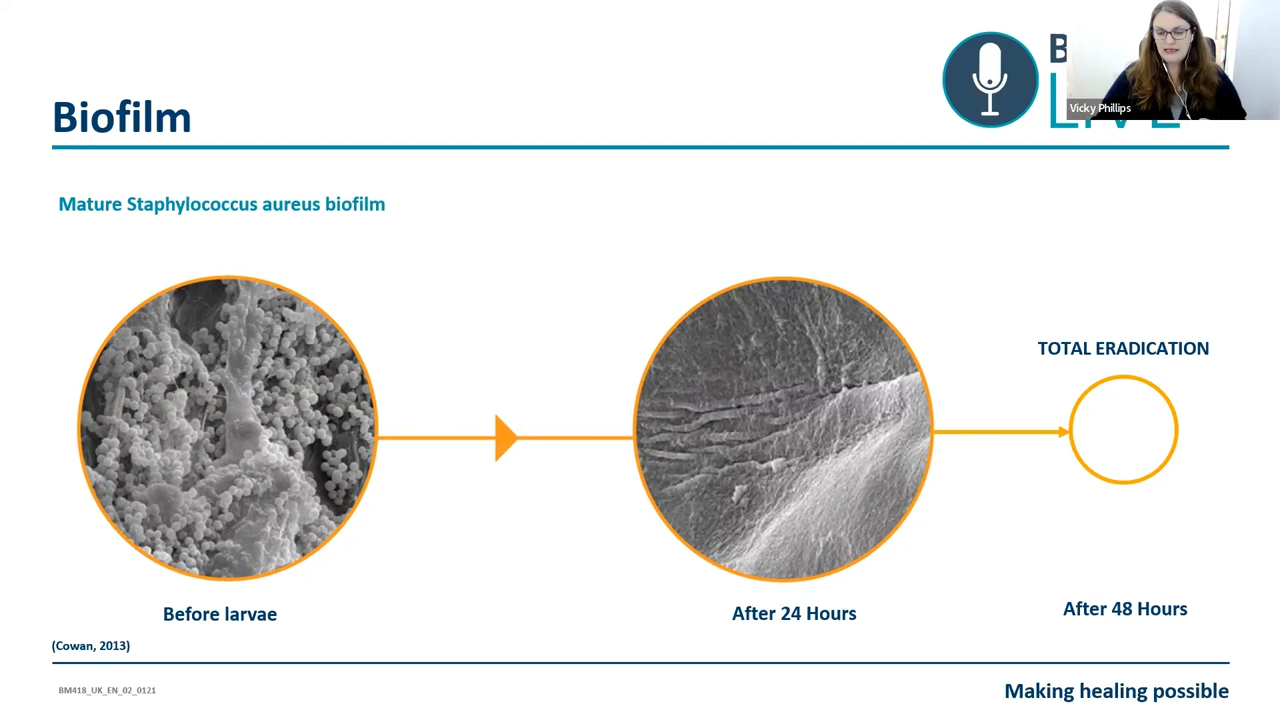 B
Vicky Phillips
Biofilm
Mature Staphylococcus aureus biofilm
TOTAL ERADICATION
Before larvae
After 24 Hours
After 48 Hours
(Cowan, 2013)
BM418_UK_EN_02_0121
Making healing possible